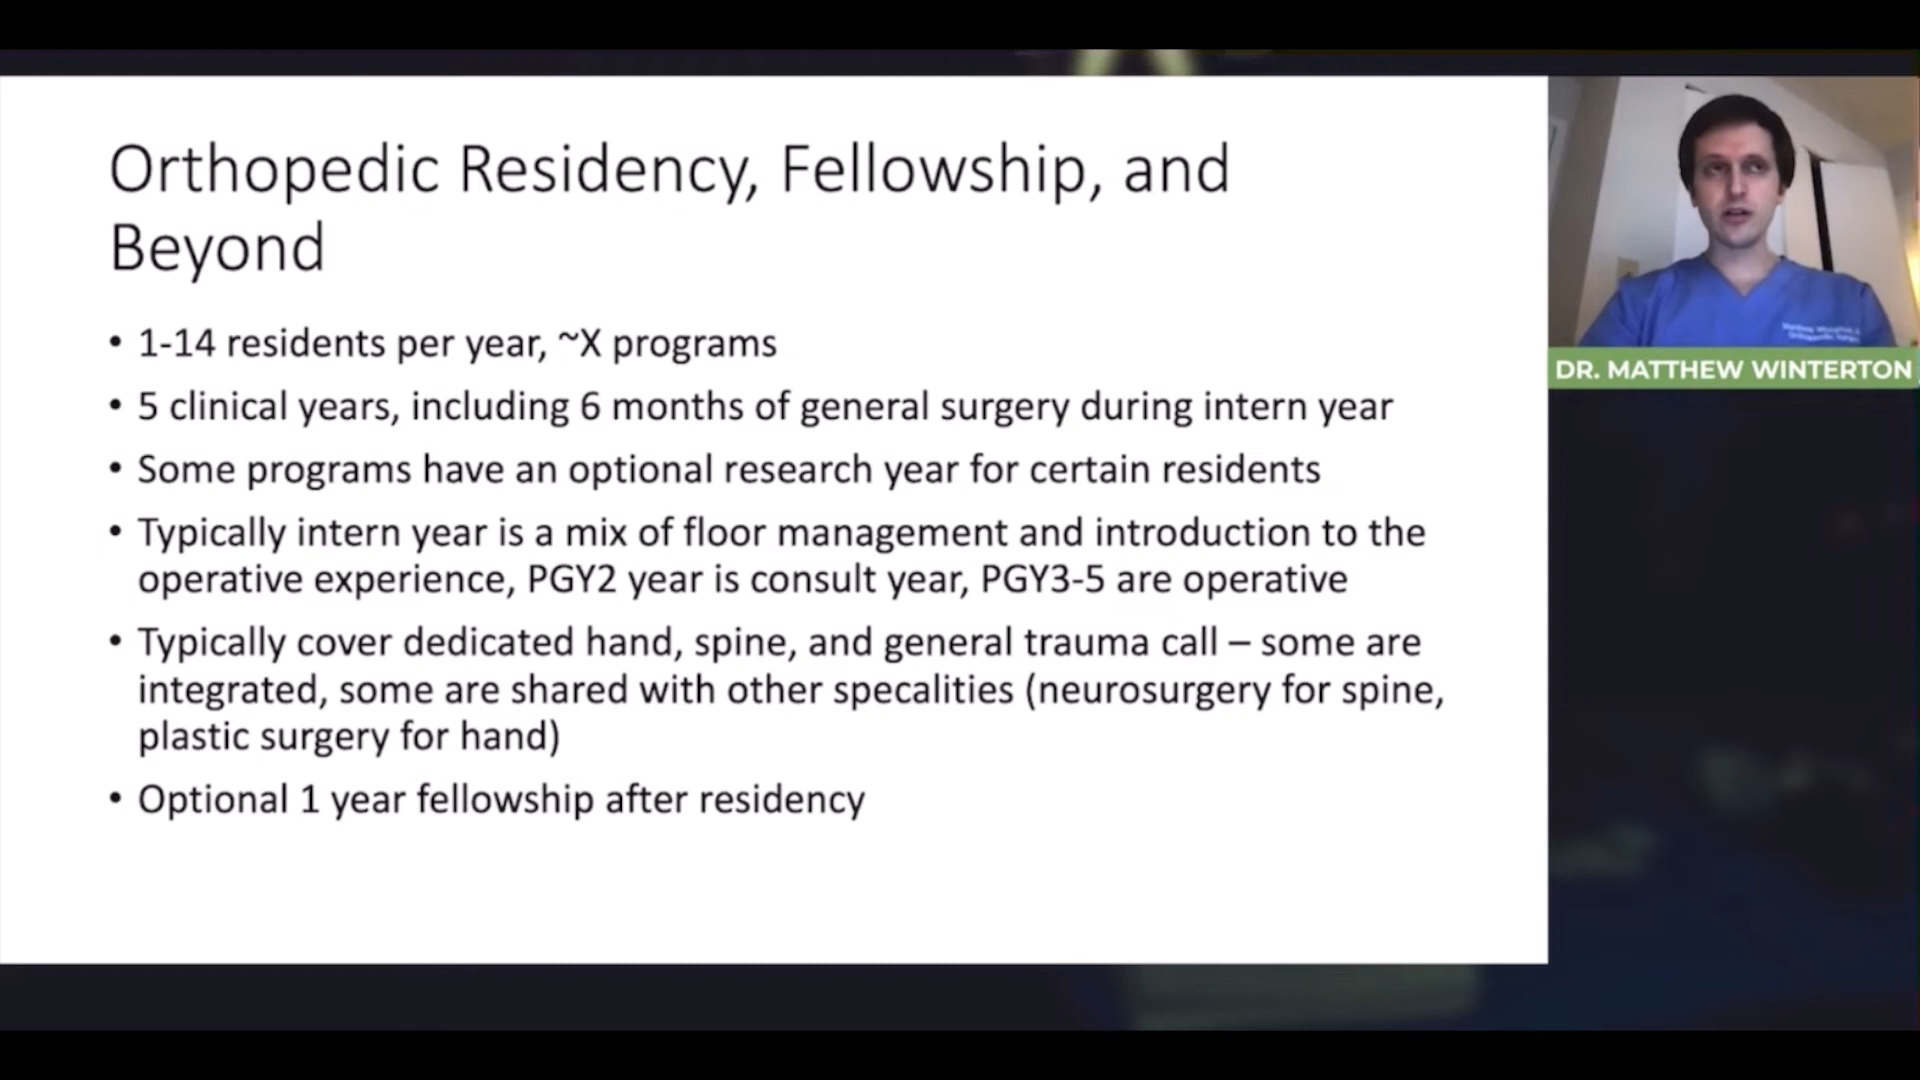 Orthopedic Residency, Fellowship, and
Beyond
• 1-14 residents per year, ~X programs
• 5 clinical years, including 6 months of general surgery during intern year
• Some programs have an optional research year for certain residents
• Typically intern year is a mix of floor management and introduction to the
operative experience, PGY2 year is consult year, PGY3-5 are operative
• Typically cover dedicated hand, spine, and general trauma call – some are
integrated, some are shared with other specalities (neurosurgery for spine,
plastic surgery for hand)
• Optional 1 year fellowship after residency
DR. MATTHEW WINTERTON